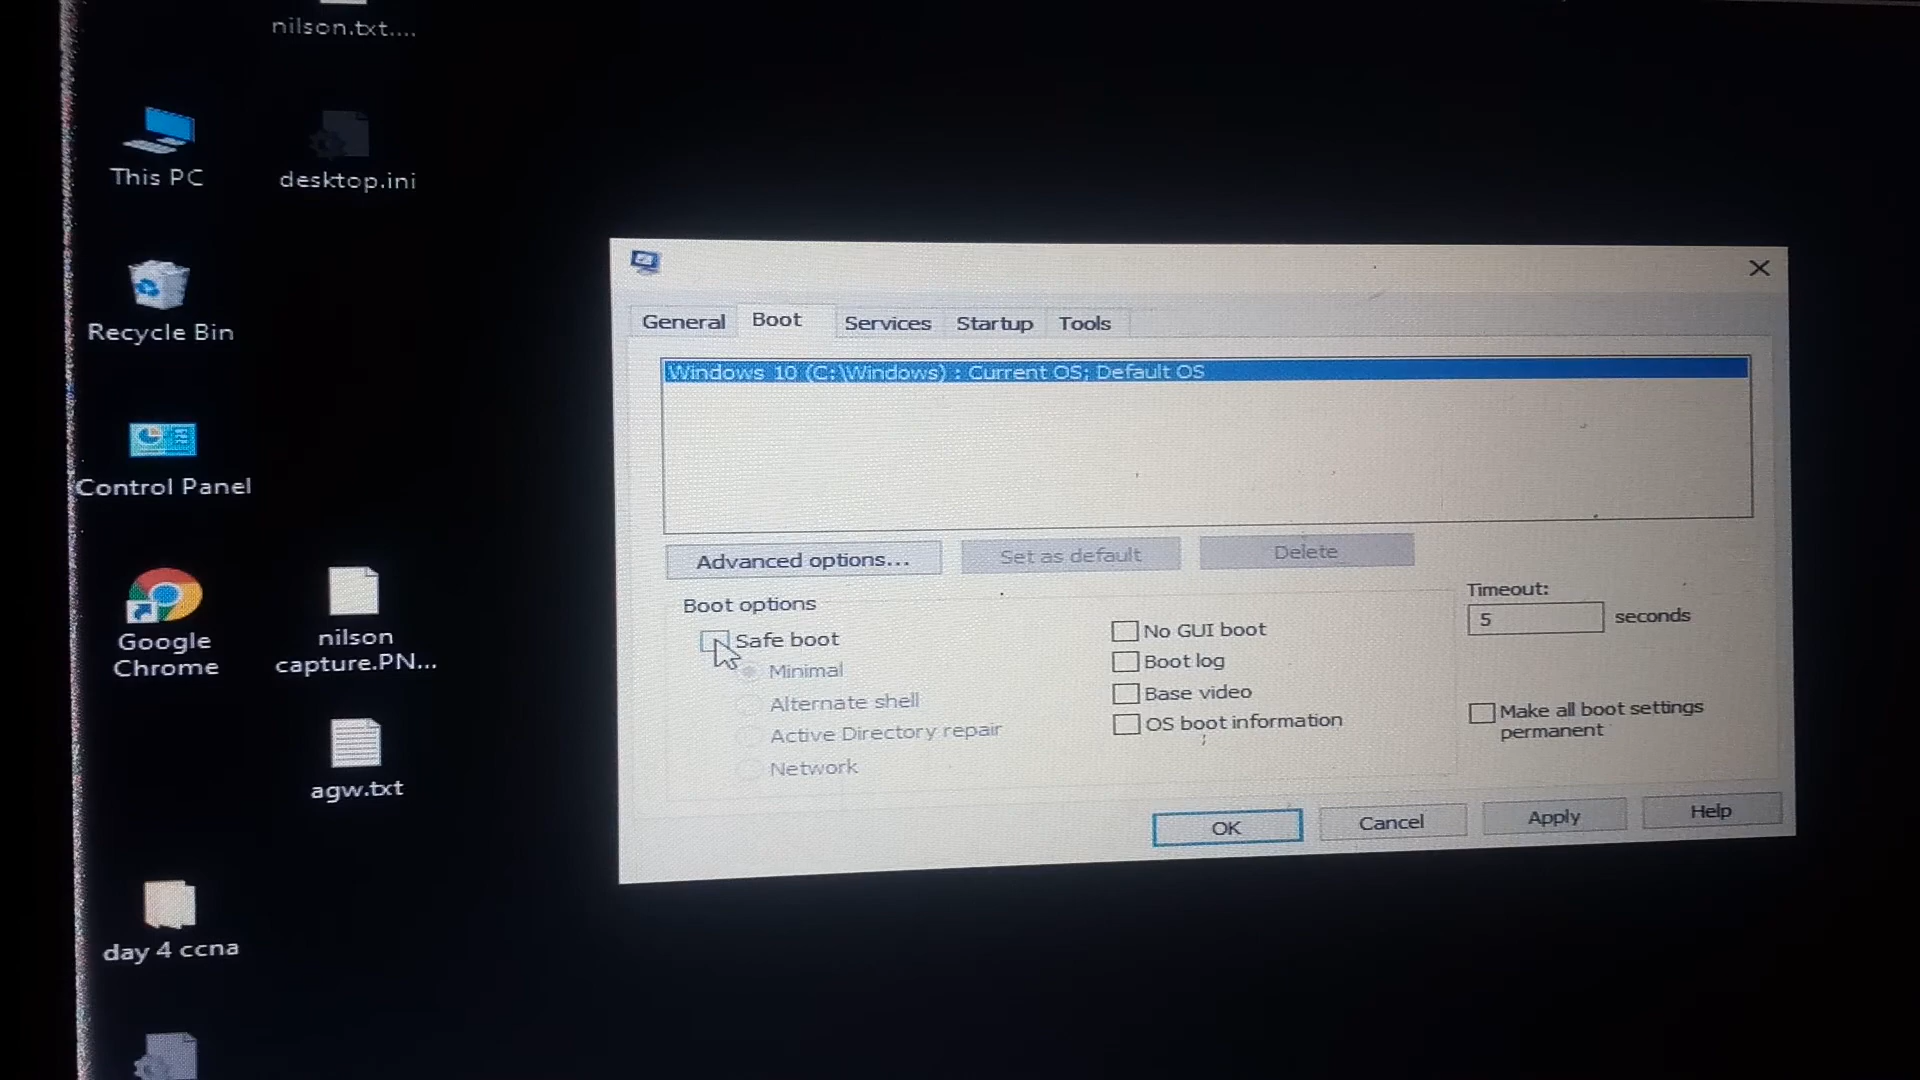 nilson.txt....
This PC
desktop.ini
Recycle Bin
Control Panel
Google
Chrome
nilson
capture.PN...
agw.txt
day 4 ccna
General
Boot
Services
Startup
Tools
Windows 10 (C:\Windows) : Current OS; Default OS
Advanced options...
Set as default
Delete
Boot options
Safe boot
Minimal
Alternate shell
Active Directory repair
Network
No GUI boot
Boot log
Base video
OS boot information
Timeout:
5 seconds
Make all boot settings
permanent
OK
Cancel
Apply
Help